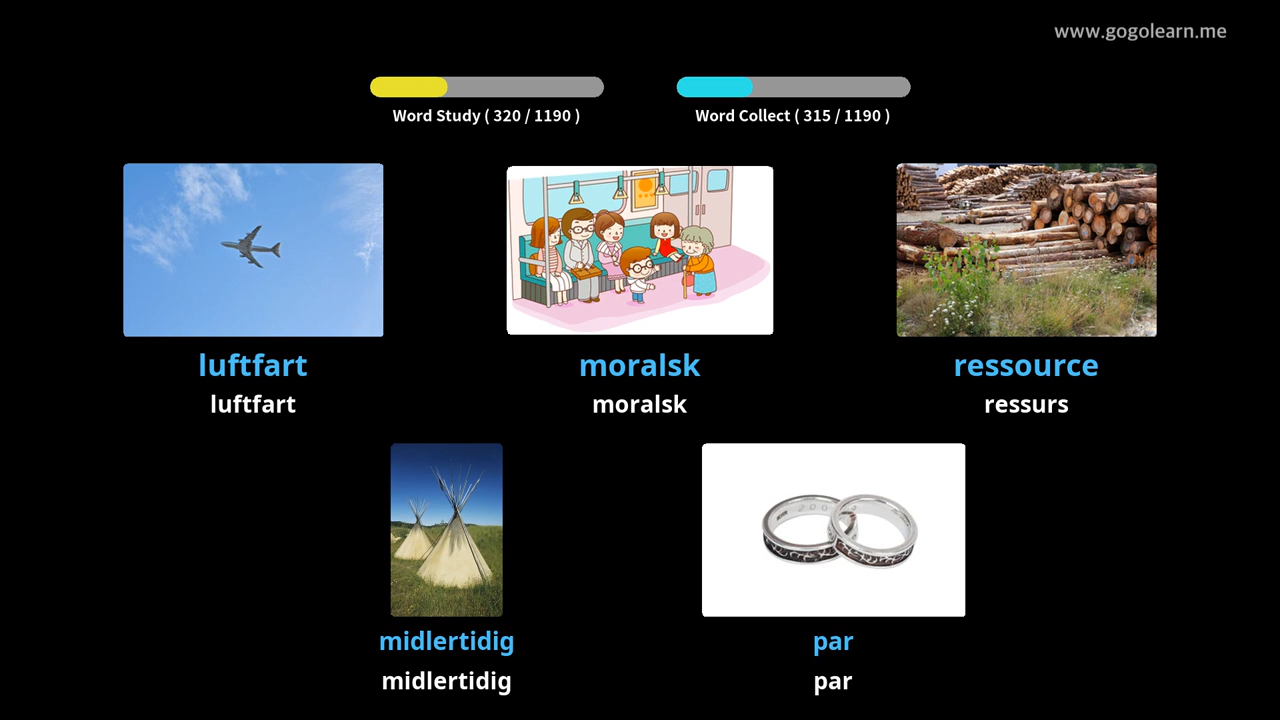 www.gogolearn.me
Word Study ( 320 / 1190 )
Word Collect ( 315 / 1190 )
luftfart
luftfart
moralsk
moralsk
ressource
ressurs
midlertidig
midlertidig
par
par